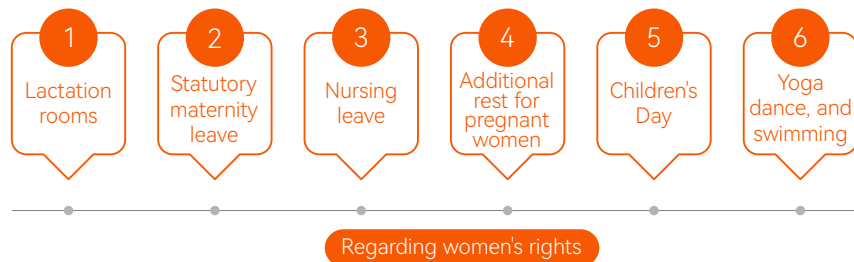 1
Lactation
rooms
2
Statutory
maternity
leave
3
Nursing
leave
4
Additional
rest for
pregnant
women
5
Children's
Day
6
Yoga
dance, and
swimming
Regarding women's rights